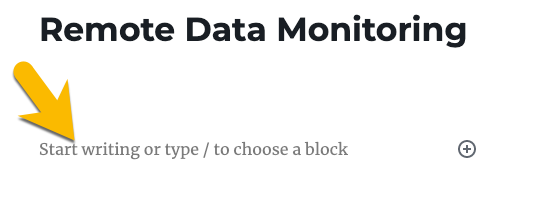 Remote Data Monitoring
Start writing or type / to choose a block